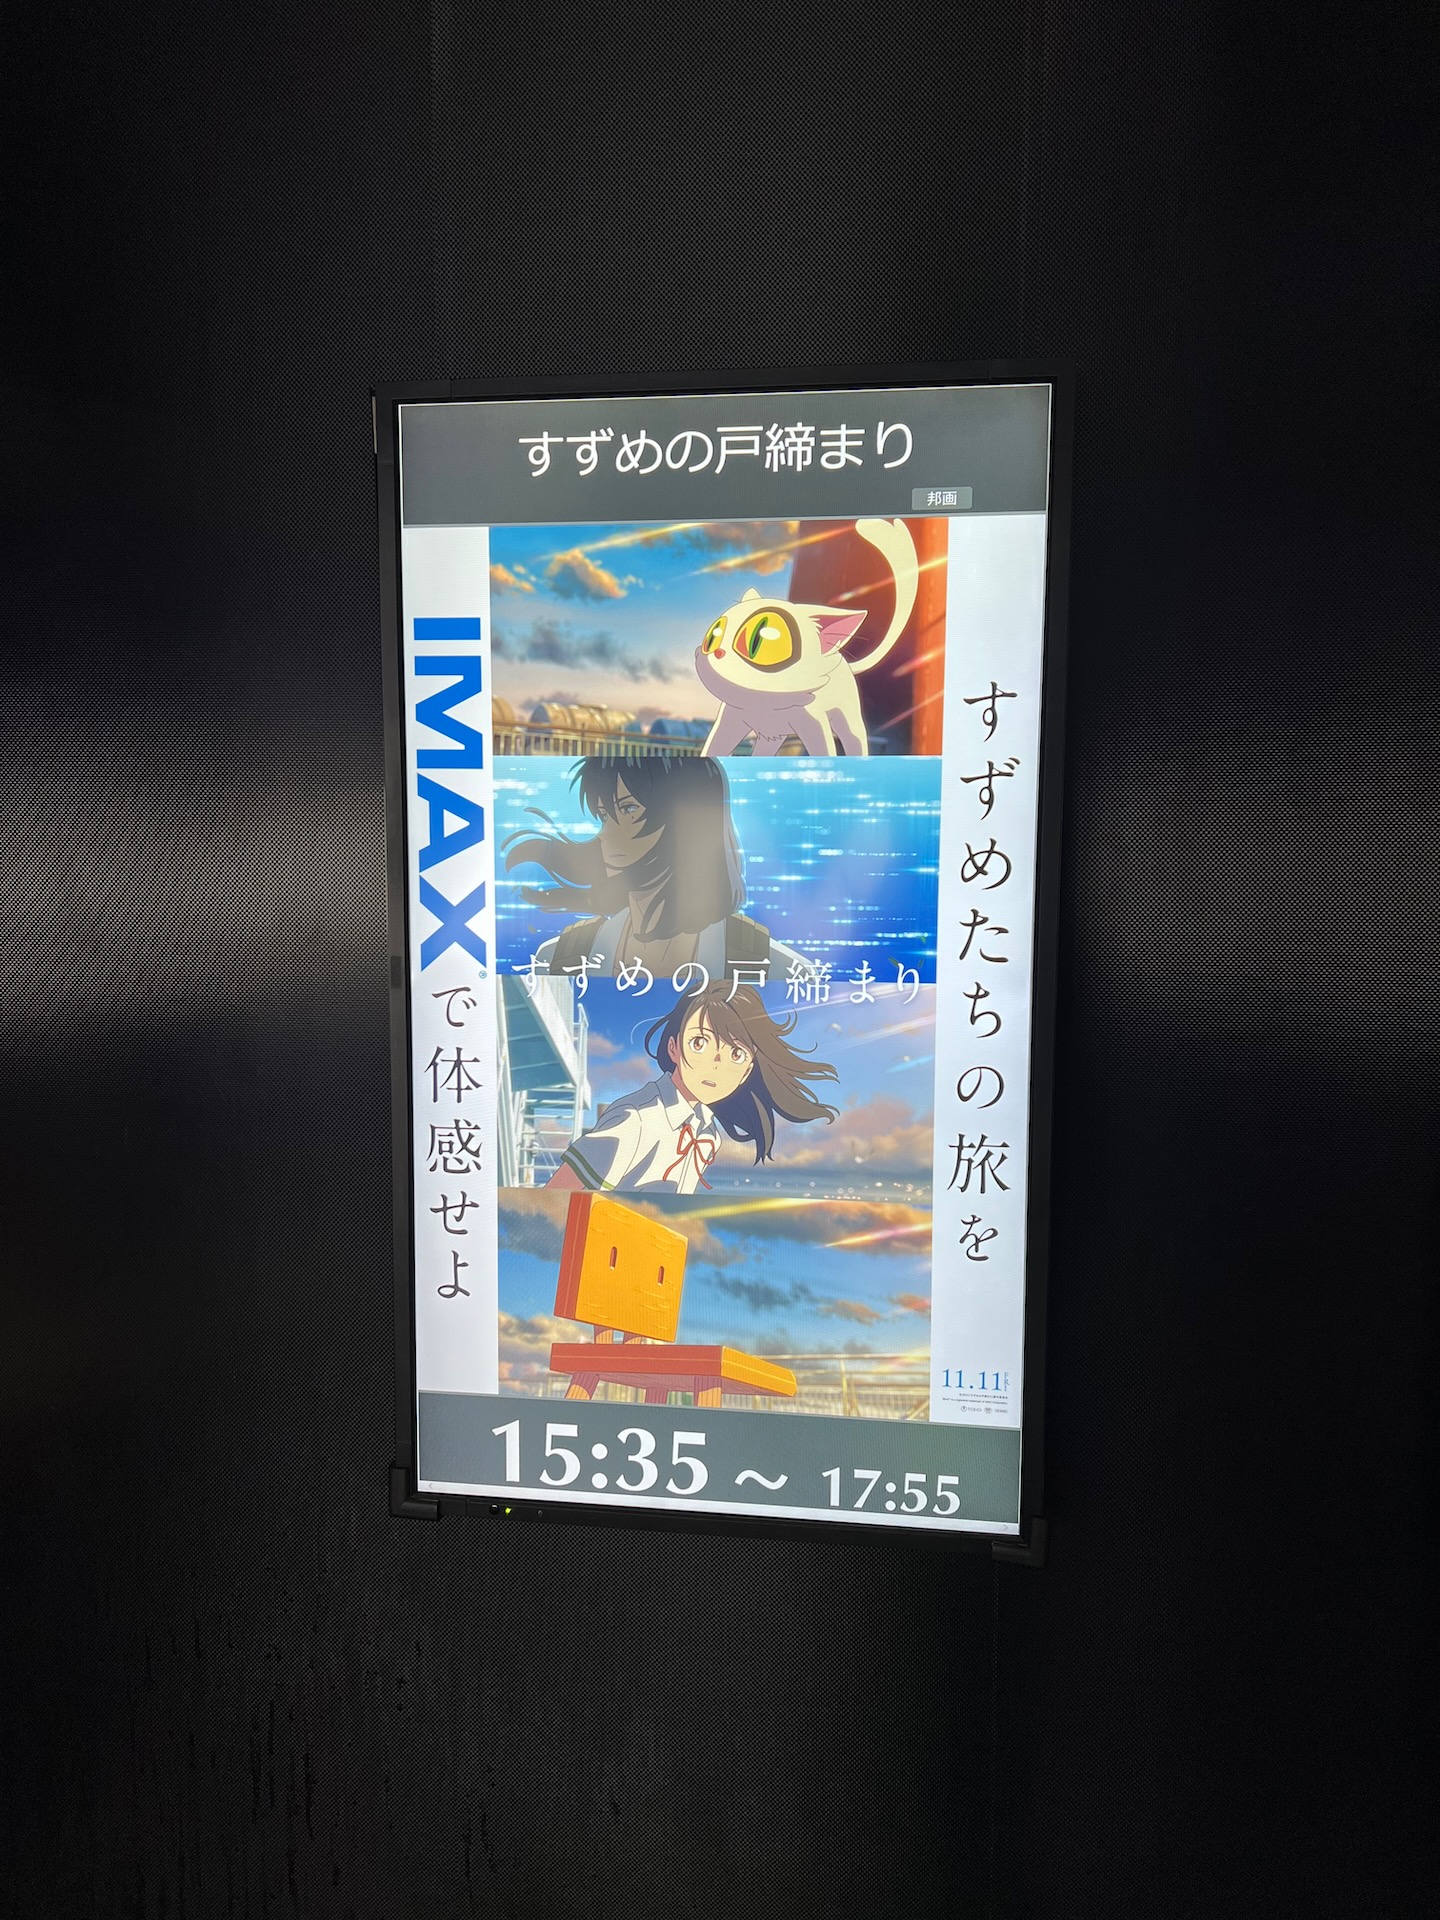 すずめの戸締まり
邦画
すずめたちの旅を
IMAX®で体感せよ
すずめの戸締まり
11.11
15:35 ～ 17:55